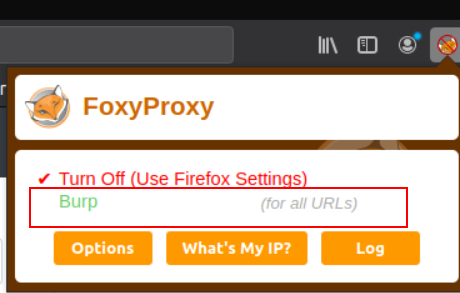 FoxyProxy
✔ Turn Off (Use Firefox Settings)
Burp (for all URLs)
Options What's My IP? Log